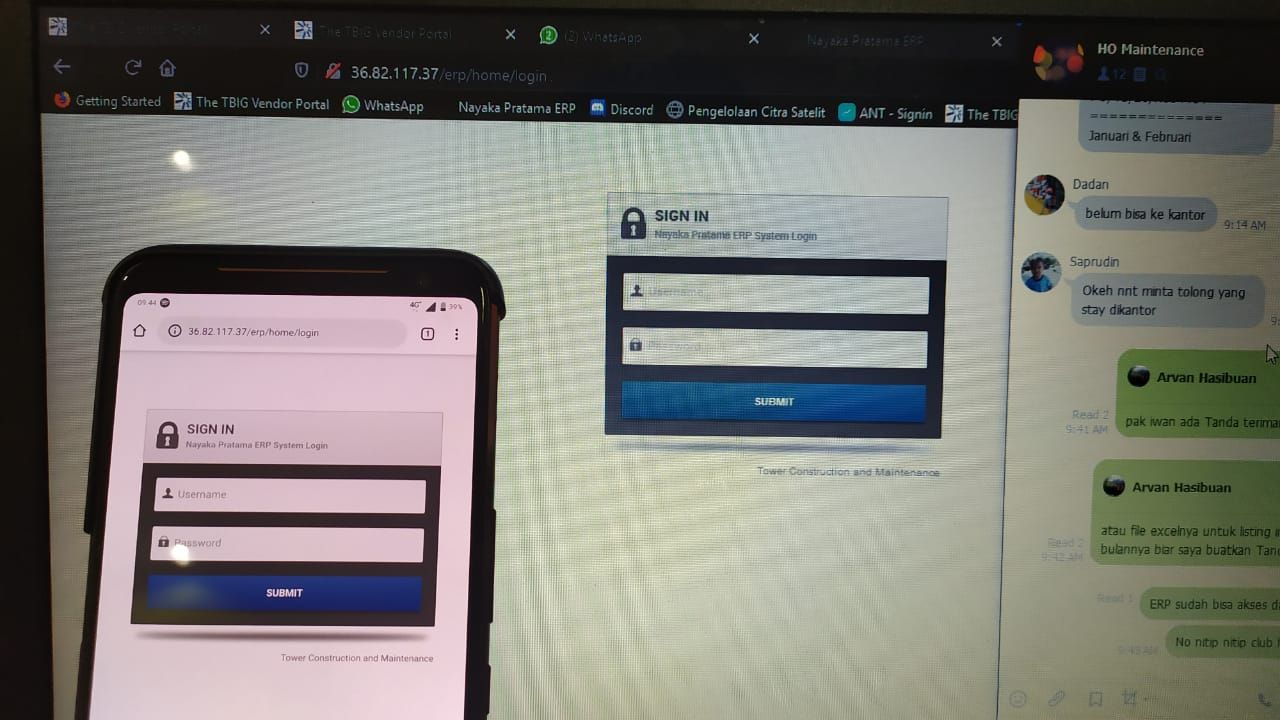 The TBIG Vendor Portal
The TBIG Vendor Portal
(2) WhatsApp
Nayaka Pratama ERP
36.82.117.37/erp/home/login
Getting Started
The TBIG Vendor Portal
WhatsApp
Nayaka Pratama ERP
Discord
Pengelolaan Citra Satelit
ANT - Signin
The TBIG
SIGN IN
Nayaka Pratama ERP System Login
Username
Password
SUBMIT
Tower Construction and Maintenance
09.44
4G+
39%
36.82.117.37/erp/home/login
1
SIGN IN
Nayaka Pratama ERP System Login
Username
Password
SUBMIT
Tower Construction and Maintenance
HO Maintenance
12
==============
Januari & Februari
Dadan
belum bisa ke kantor
9:14 AM
Saprudin
Okeh nnt minta tolong yang
stay dikantor
Arvan Hasibuan
Read 2
9:41 AM
pak iwan ada Tanda terima
Arvan Hasibuan
atau file excelnya untuk listing
Read 2
9:42 AM
bulannya biar saya buatkan Tand
Read 1
ERP sudah bisa akses d
9:43 AM
No nitip nitip club